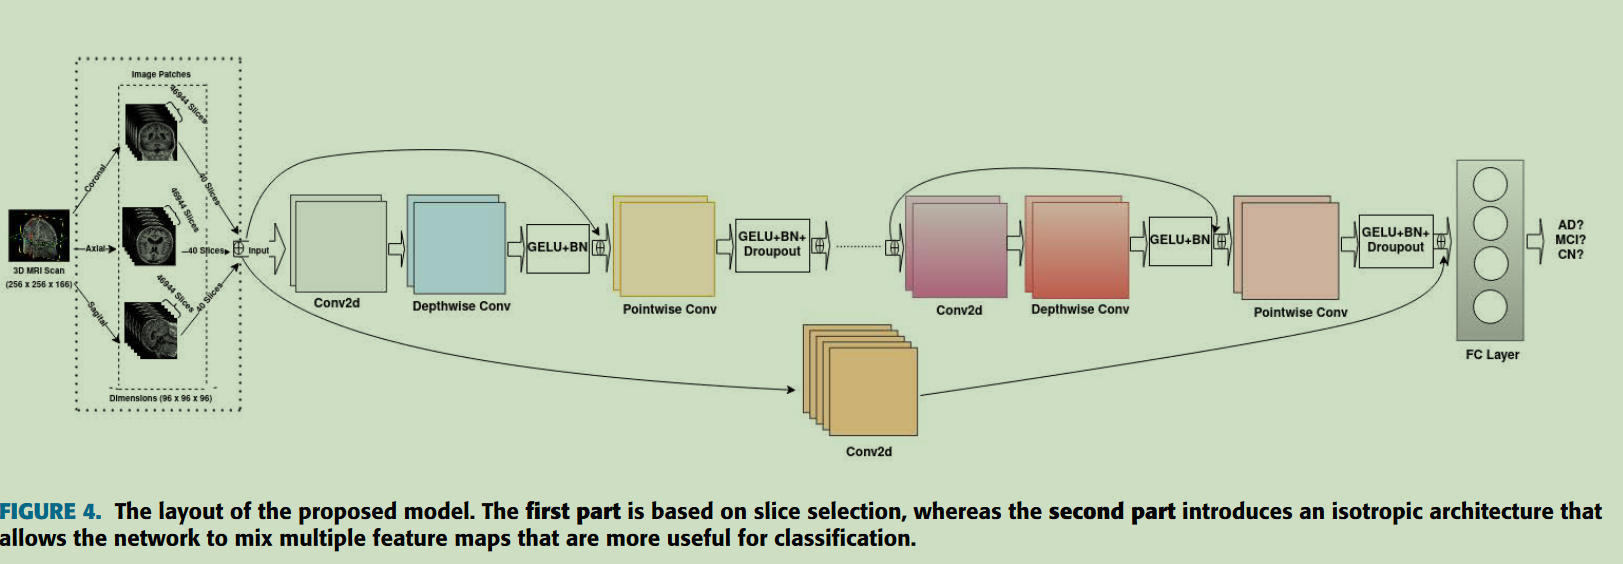 Image Patches
46944 Slices
Coronal
40 Slices
46944 Slices
Axial
40 Slices
Input
3D MRI Scan
(256 x 256 x 166)
46944 Slices
Sagital
40 Slices
Dimensions (96 x 96 x 96)
Conv2d
Depthwise Conv
GELU+BN
Pointwise Conv
GELU+BN+
Droupout
Conv2d
Depthwise Conv
GELU+BN
Pointwise Conv
GELU+BN+
Droupout
FC Layer
AD?
MCI?
CN?
Conv2d
FIGURE 4. The layout of the proposed model. The first part is based on slice selection, whereas the second part introduces an isotropic architecture that
allows the network to mix multiple feature maps that are more useful for classification.